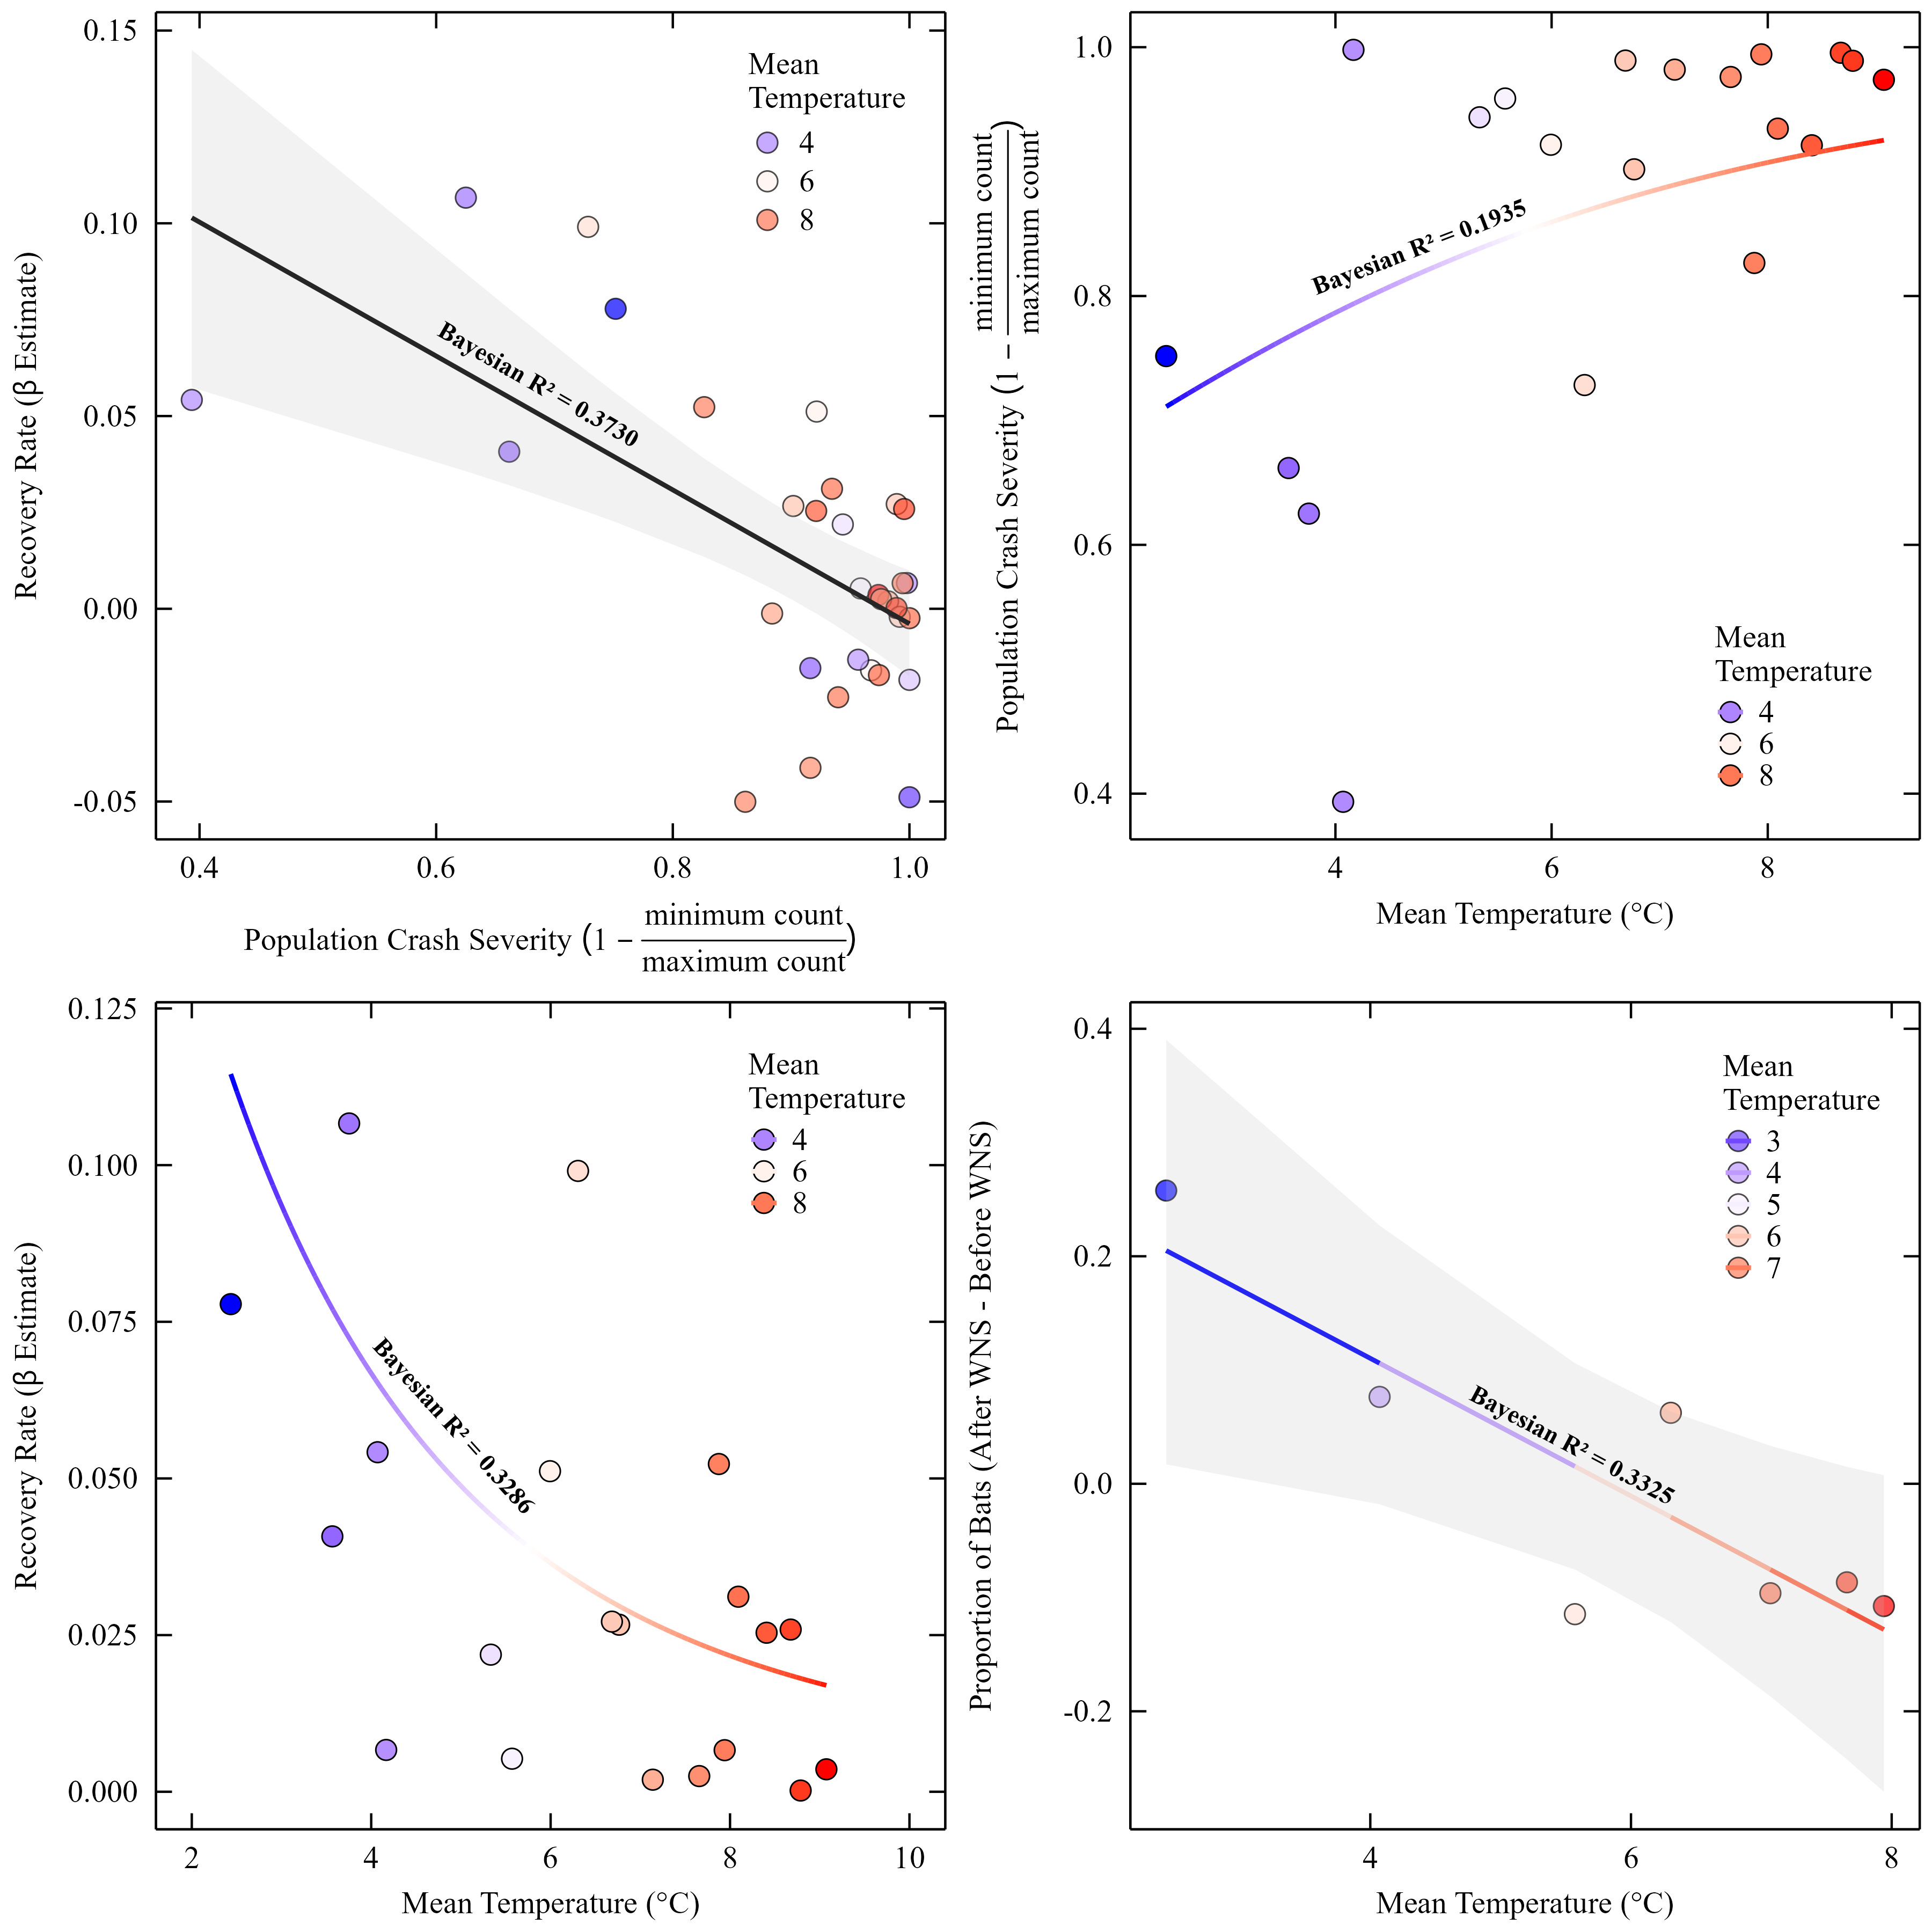 0.15
0.10
0.05
0.00
-0.05
Recovery Rate (β Estimate)
Mean
Temperature
4
6
8
Bayesian R² = 0.3730
0.4
0.6
0.8
1.0
Population Crash Severity (1 – minimum count
maximum count)
1.0
0.8
0.6
0.4
Population Crash Severity (1 – minimum count
maximum count)
Bayesian R² = 0.1935
Mean
Temperature
4
6
8
4
6
8
Mean Temperature (°C)
0.125
0.100
0.075
0.050
0.025
0.000
Recovery Rate (β Estimate)
Mean
Temperature
4
6
8
Bayesian R² = 0.3286
2
4
6
8
10
Mean Temperature (°C)
0.4
0.2
0.0
-0.2
Proportion of Bats (After WNS - Before WNS)
Mean
Temperature
3
4
5
6
7
Bayesian R² = 0.3325
4
6
8
Mean Temperature (°C)